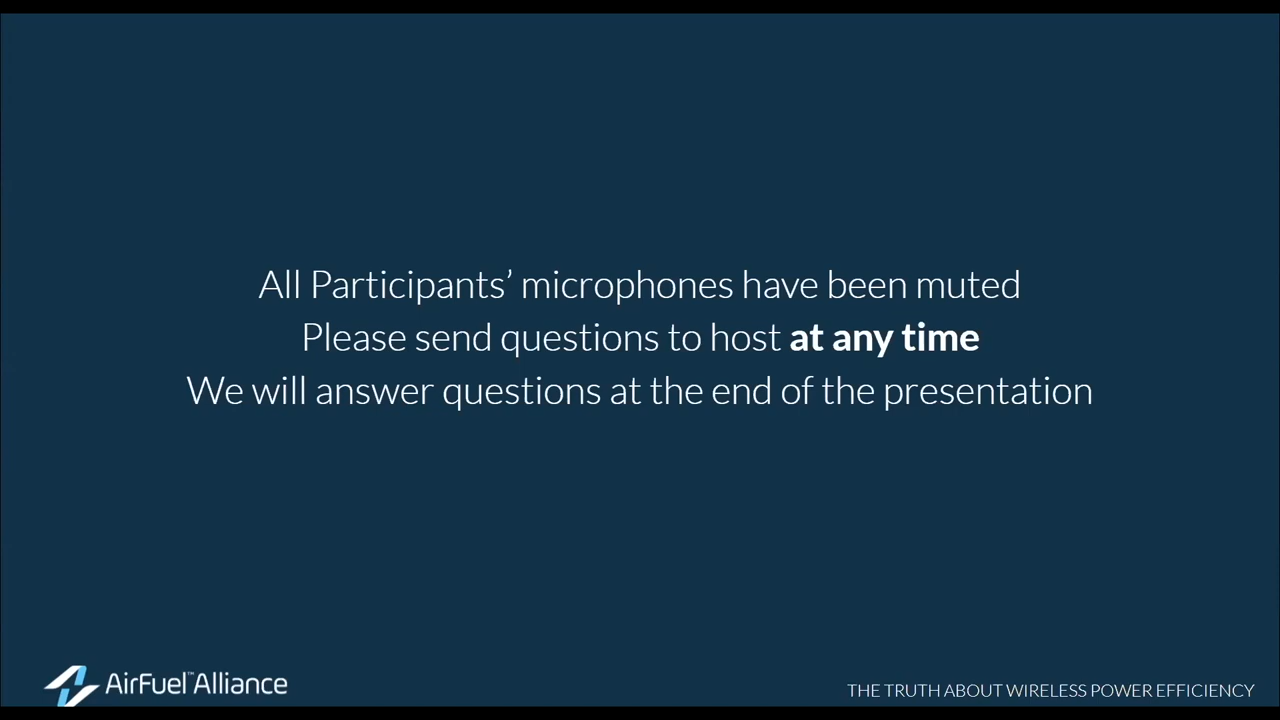 All Participants’ microphones have been muted
Please send questions to host at any time
We will answer questions at the end of the presentation
AirFuel™ Alliance
THE TRUTH ABOUT WIRELESS POWER EFFICIENCY